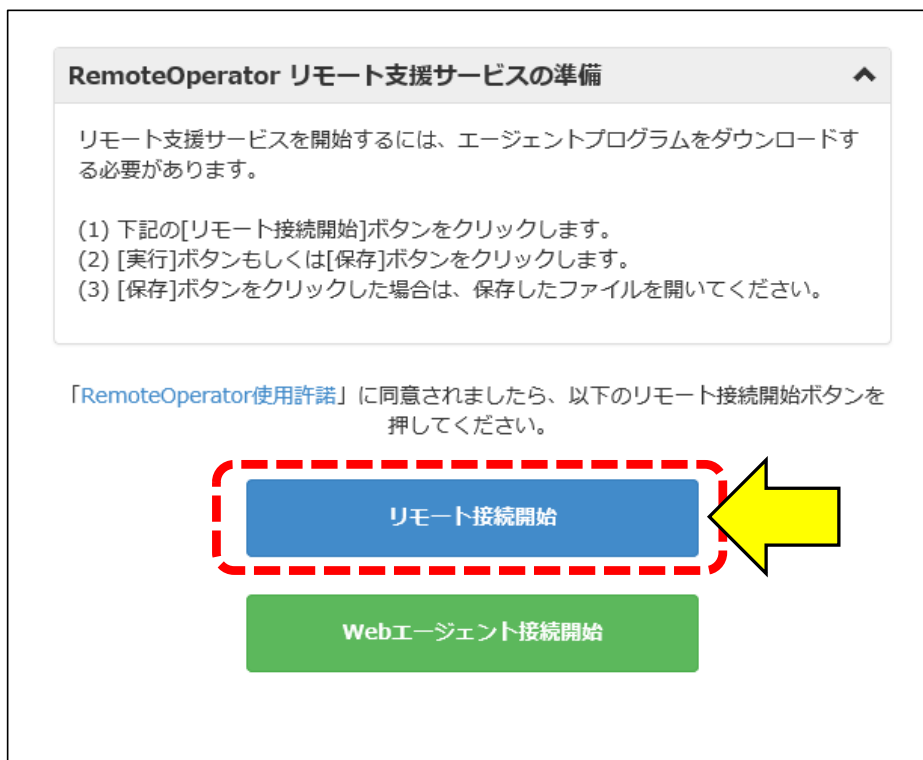 RemoteOperator リモート支援サービスの準備
リモート支援サービスを開始するには、エージェントプログラムをダウンロードす
る必要があります。
(1) 下記の[リモート接続開始]ボタンをクリックします。
(2) [実行]ボタンもしくは[保存]ボタンをクリックします。
(3) [保存]ボタンをクリックした場合は、保存したファイルを開いてください。
「RemoteOperator使用許諾」に同意されましたら、以下のリモート接続開始ボタンを
押してください。
リモート接続開始
Webエージェント接続開始